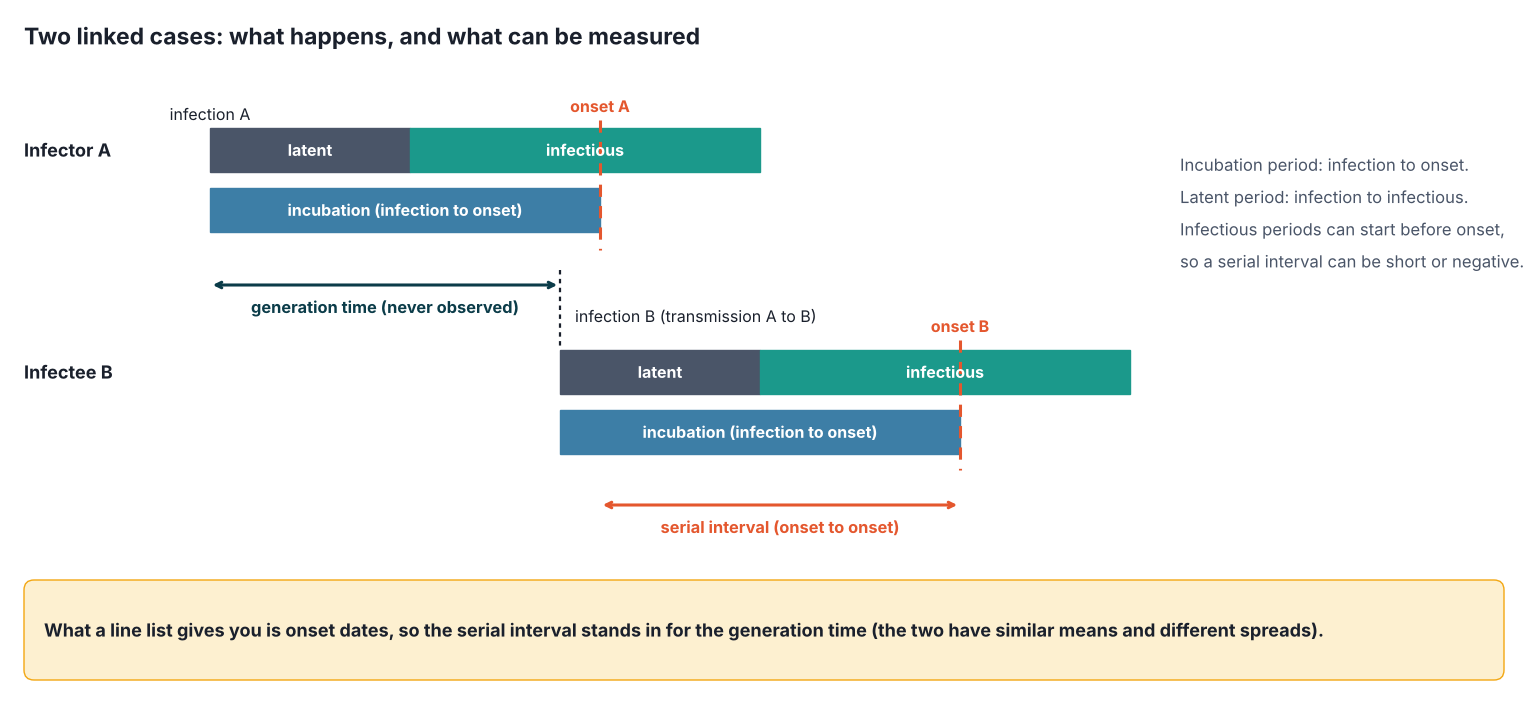 Two linked cases: what happens, and what can be measured
infection A
onset A
Infector A
latent
infectious
incubation (infection to onset)
Incubation period: infection to onset.
Latent period: infection to infectious.
Infectious periods can start before onset,
so a serial interval can be short or negative.
generation time (never observed)
infection B (transmission A to B)
onset B
Infectee B
latent
infectious
incubation (infection to onset)
serial interval (onset to onset)
What a line list gives you is onset dates, so the serial interval stands in for the generation time (the two have similar means and different spreads).